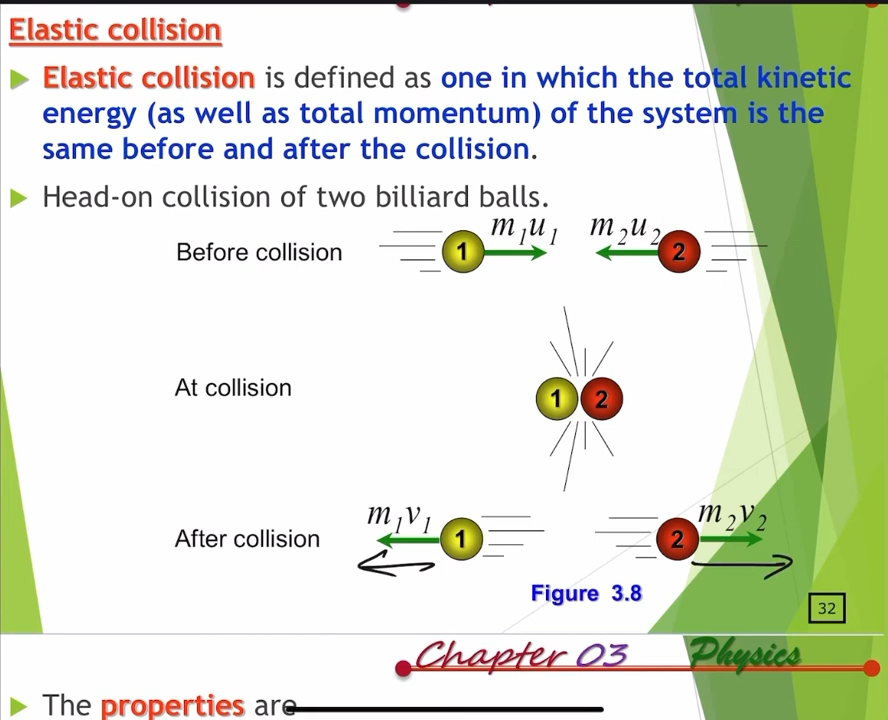 Elastic collision
Elastic collision is defined as one in which the total kinetic
energy (as well as total momentum) of the system is the
same before and after the collision.
Head-on collision of two billiard balls.
m₁u₁ m₂u₂
Before collision 1 2
At collision 1 2
m₁v₁ m₂v₂
After collision 1 2
Figure 3.8
32
Chapter 03 Physics
The properties are